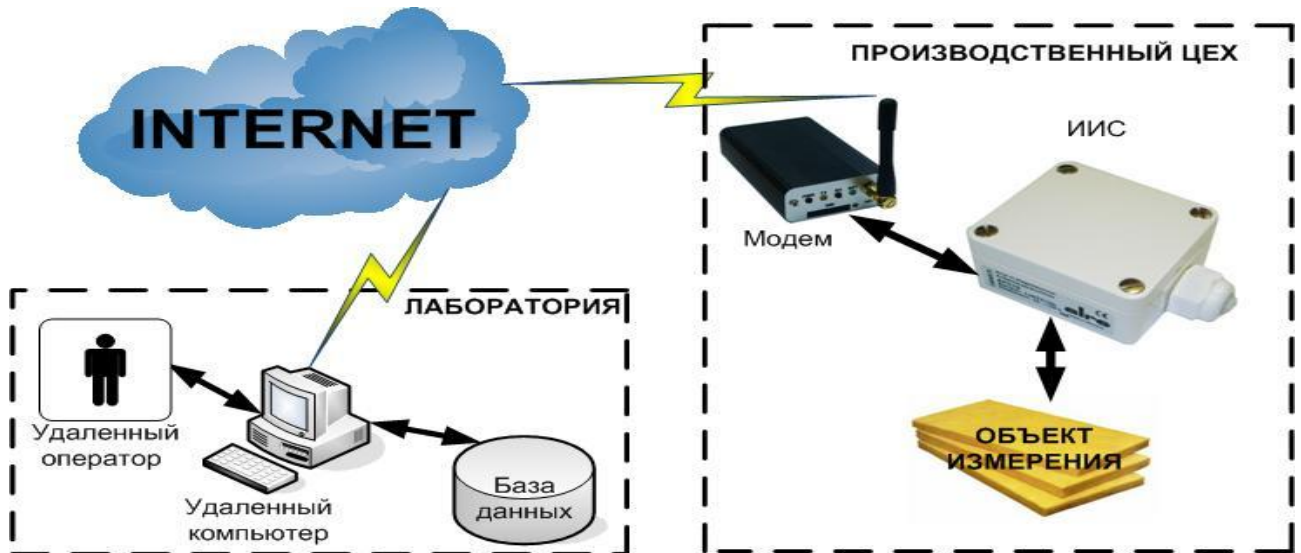 INTERNET
ПРОИЗВОДСТВЕННЫЙ ЦЕХ
ИИС
Модем
ОБЪЕКТ
ИЗМЕРЕНИЯ
ЛАБОРАТОРИЯ
Удаленный
оператор
Удаленный
компьютер
База
данных